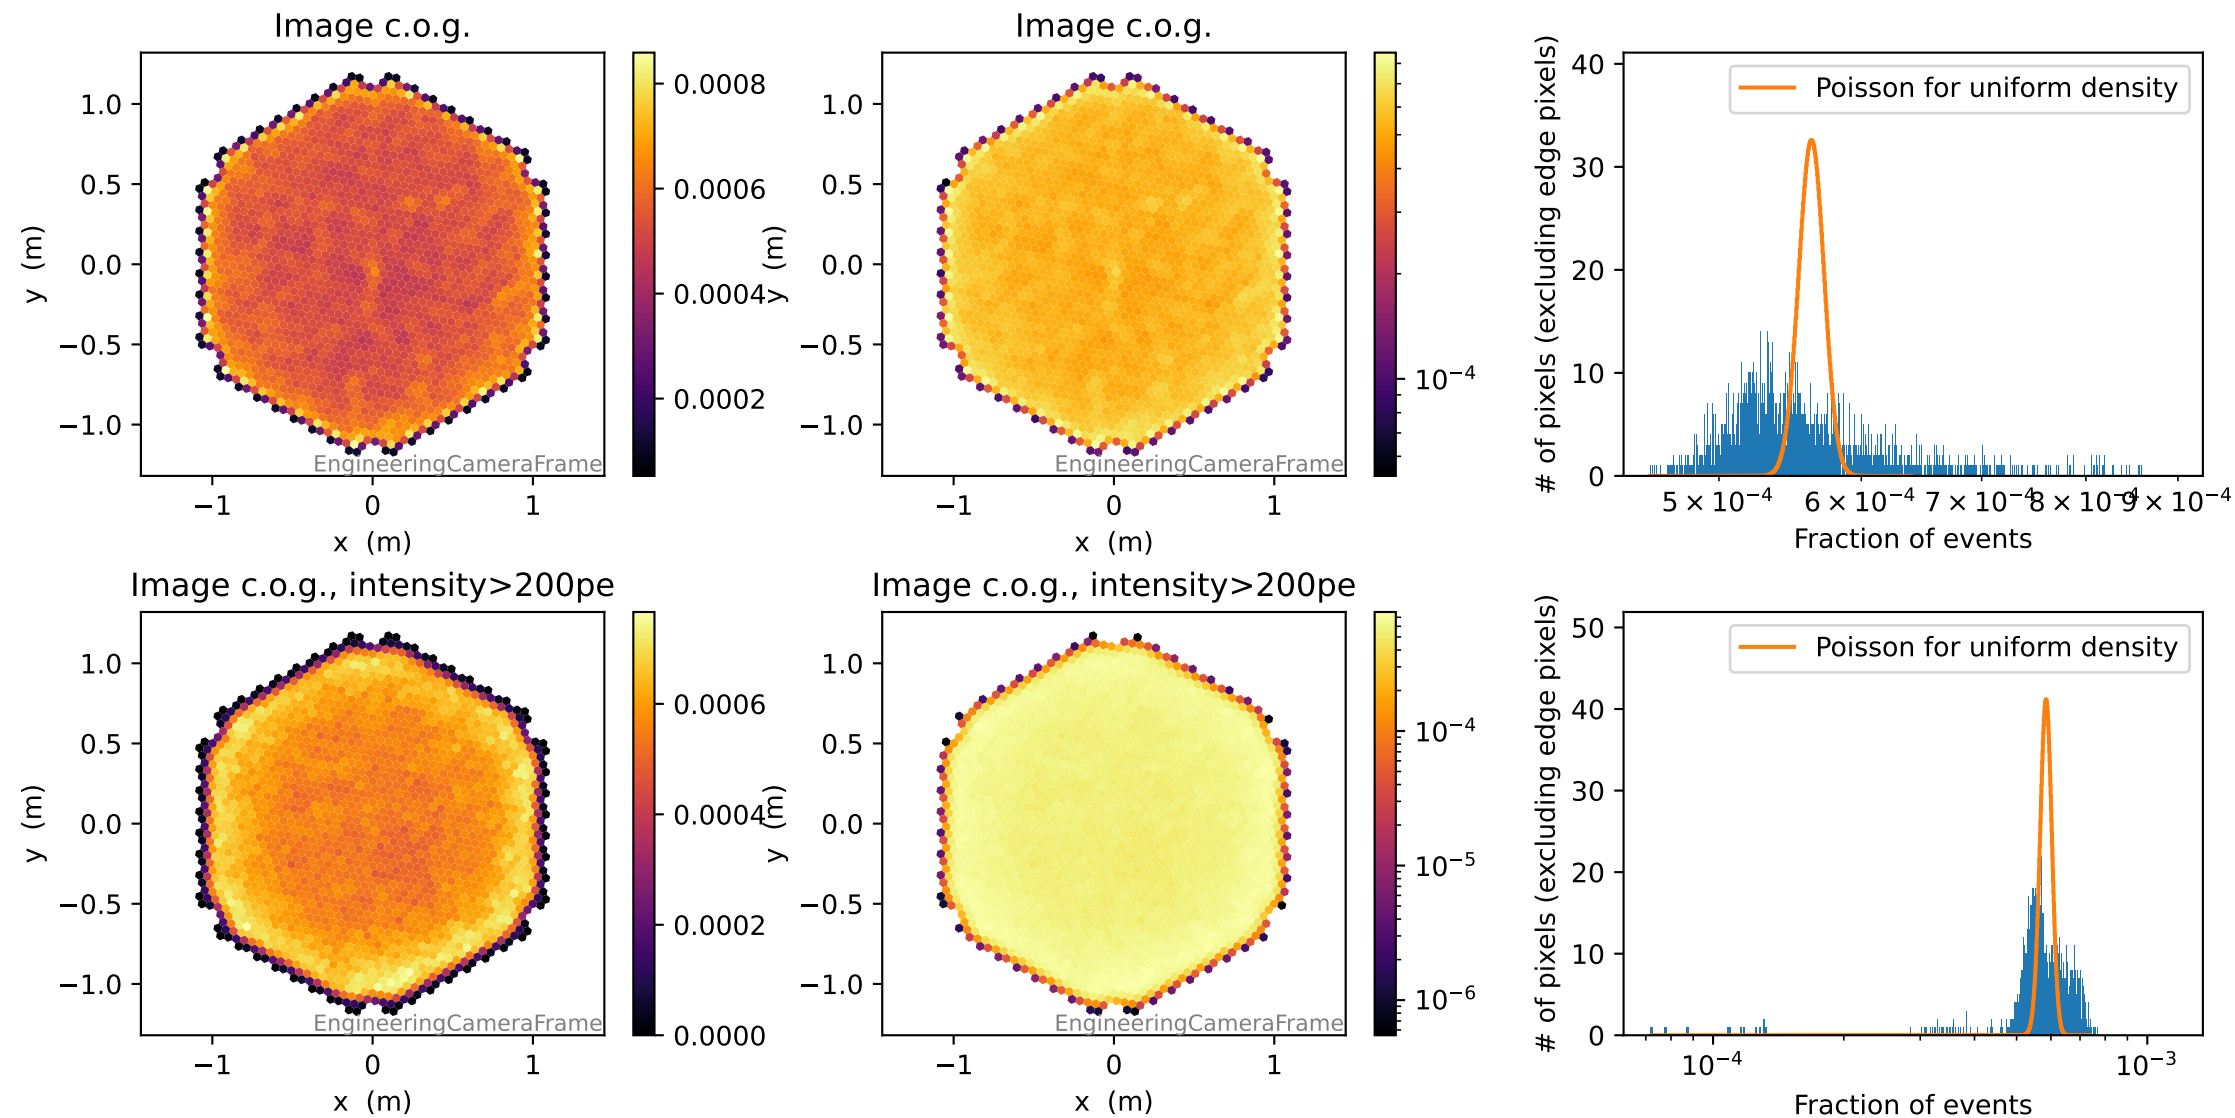 Image c.o.g.
y (m)
1.0
0.5
0.0
−0.5
−1.0
−1 0 1
x (m)
EngineeringCameraFrame
0.0008
0.0006
0.0004
0.0002
Image c.o.g.
y (m)
1.0
0.5
0.0
−0.5
−1.0
−1 0 1
x (m)
EngineeringCameraFrame
10⁻⁴
# of pixels (excluding edge pixels)
40
30
20
10
0
Poisson for uniform density
5 × 10⁻⁴ 6 × 10⁻⁴ 7 × 10⁻⁴ 8 × 10⁻⁴ 9 × 10⁻⁴
Fraction of events
Image c.o.g., intensity>200pe
y (m)
1.0
0.5
0.0
−0.5
−1.0
−1 0 1
x (m)
EngineeringCameraFrame
0.0006
0.0004
0.0002
0.0000
Image c.o.g., intensity>200pe
y (m)
1.0
0.5
0.0
−0.5
−1.0
−1 0 1
x (m)
EngineeringCameraFrame
10⁻⁴
10⁻⁵
10⁻⁶
# of pixels (excluding edge pixels)
50
40
30
20
10
0
Poisson for uniform density
10⁻⁴ 10⁻³
Fraction of events